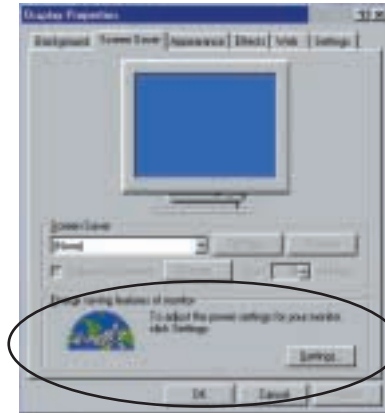 Display Properties
Background Screen Saver Appearance Effects Web Settings
Screen Saver
(None)
Energy saving features of monitor
To adjust the power settings for your monitor,
click Settings.
Settings...
OK Cancel